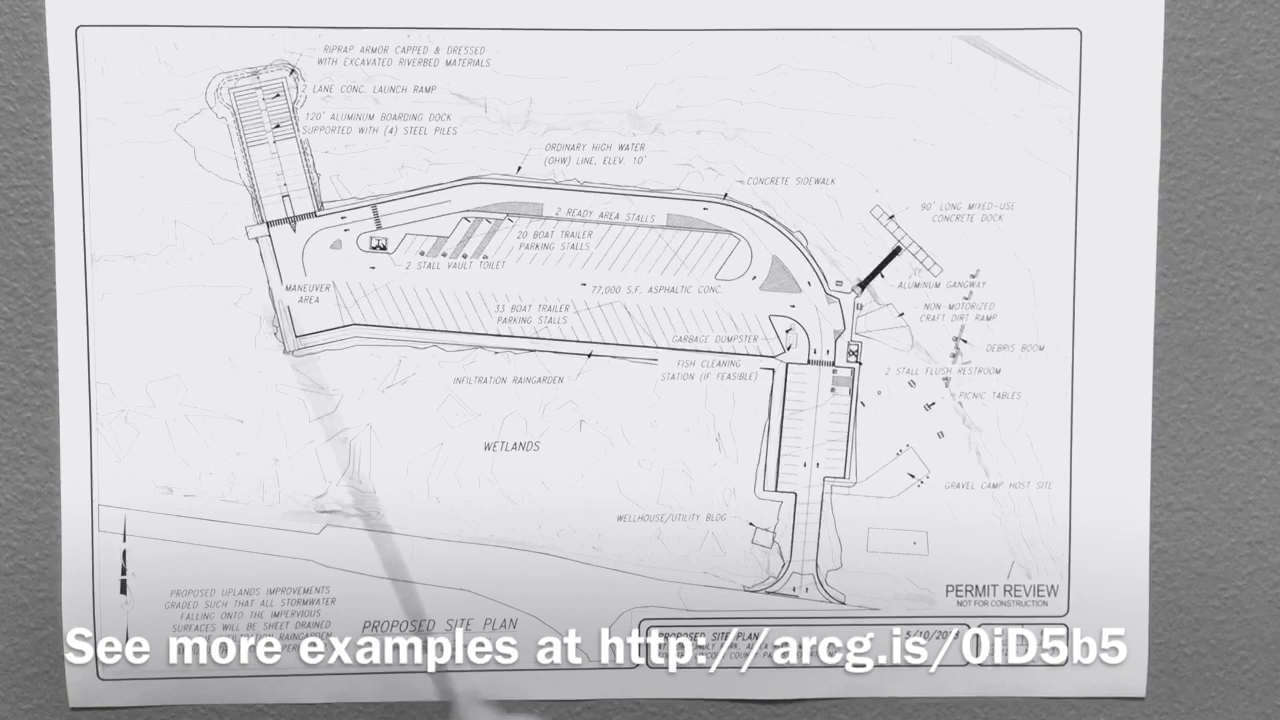 RIPRAP ARMOR CAPPED & DRESSED
WITH EXCAVATED RIVERBED MATERIALS
2 LANE CONC. LAUNCH RAMP
120' ALUMINUM BOARDING DOCK
SUPPORTED WITH (4) STEEL PILES
ORDINARY HIGH WATER
(OHW) LINE, ELEV. 10'
CONCRETE SIDEWALK
90' LONG MIXED-USE
CONCRETE DOCK
2 READY AREA STALLS
20 BOAT TRAILER
PARKING STALLS
2 STALL VAULT TOILET
MANEUVER
AREA
77,000 S.F. ASPHALTIC CONC.
ALUMINUM GANGWAY
33 BOAT TRAILER
PARKING STALLS
NON-MOTORIZED
CRAFT DIRT RAMP
GARBAGE DUMPSTER
DEBRIS BOOM
FISH CLEANING
STATION (IF FEASIBLE)
2 STALL FLUSH RESTROOM
INFILTRATION RAINGARDEN
PICNIC TABLES
WETLANDS
GRAVEL CAMP HOST SITE
WELLHOUSE/UTILITY BLDG
PERMIT REVIEW
NOT FOR CONSTRUCTION
PROPOSED UPLANDS IMPROVEMENTS
GRADED SUCH THAT ALL STORMWATER
FALLING ONTO THE IMPERVIOUS
SURFACES WILL BE SHEET DRAINED
INFILTRATION RAINGARDEN
PROPOSED SITE PLAN
PROPOSED SITE PLAN
See more examples at http://arcg.is/0iD5b5